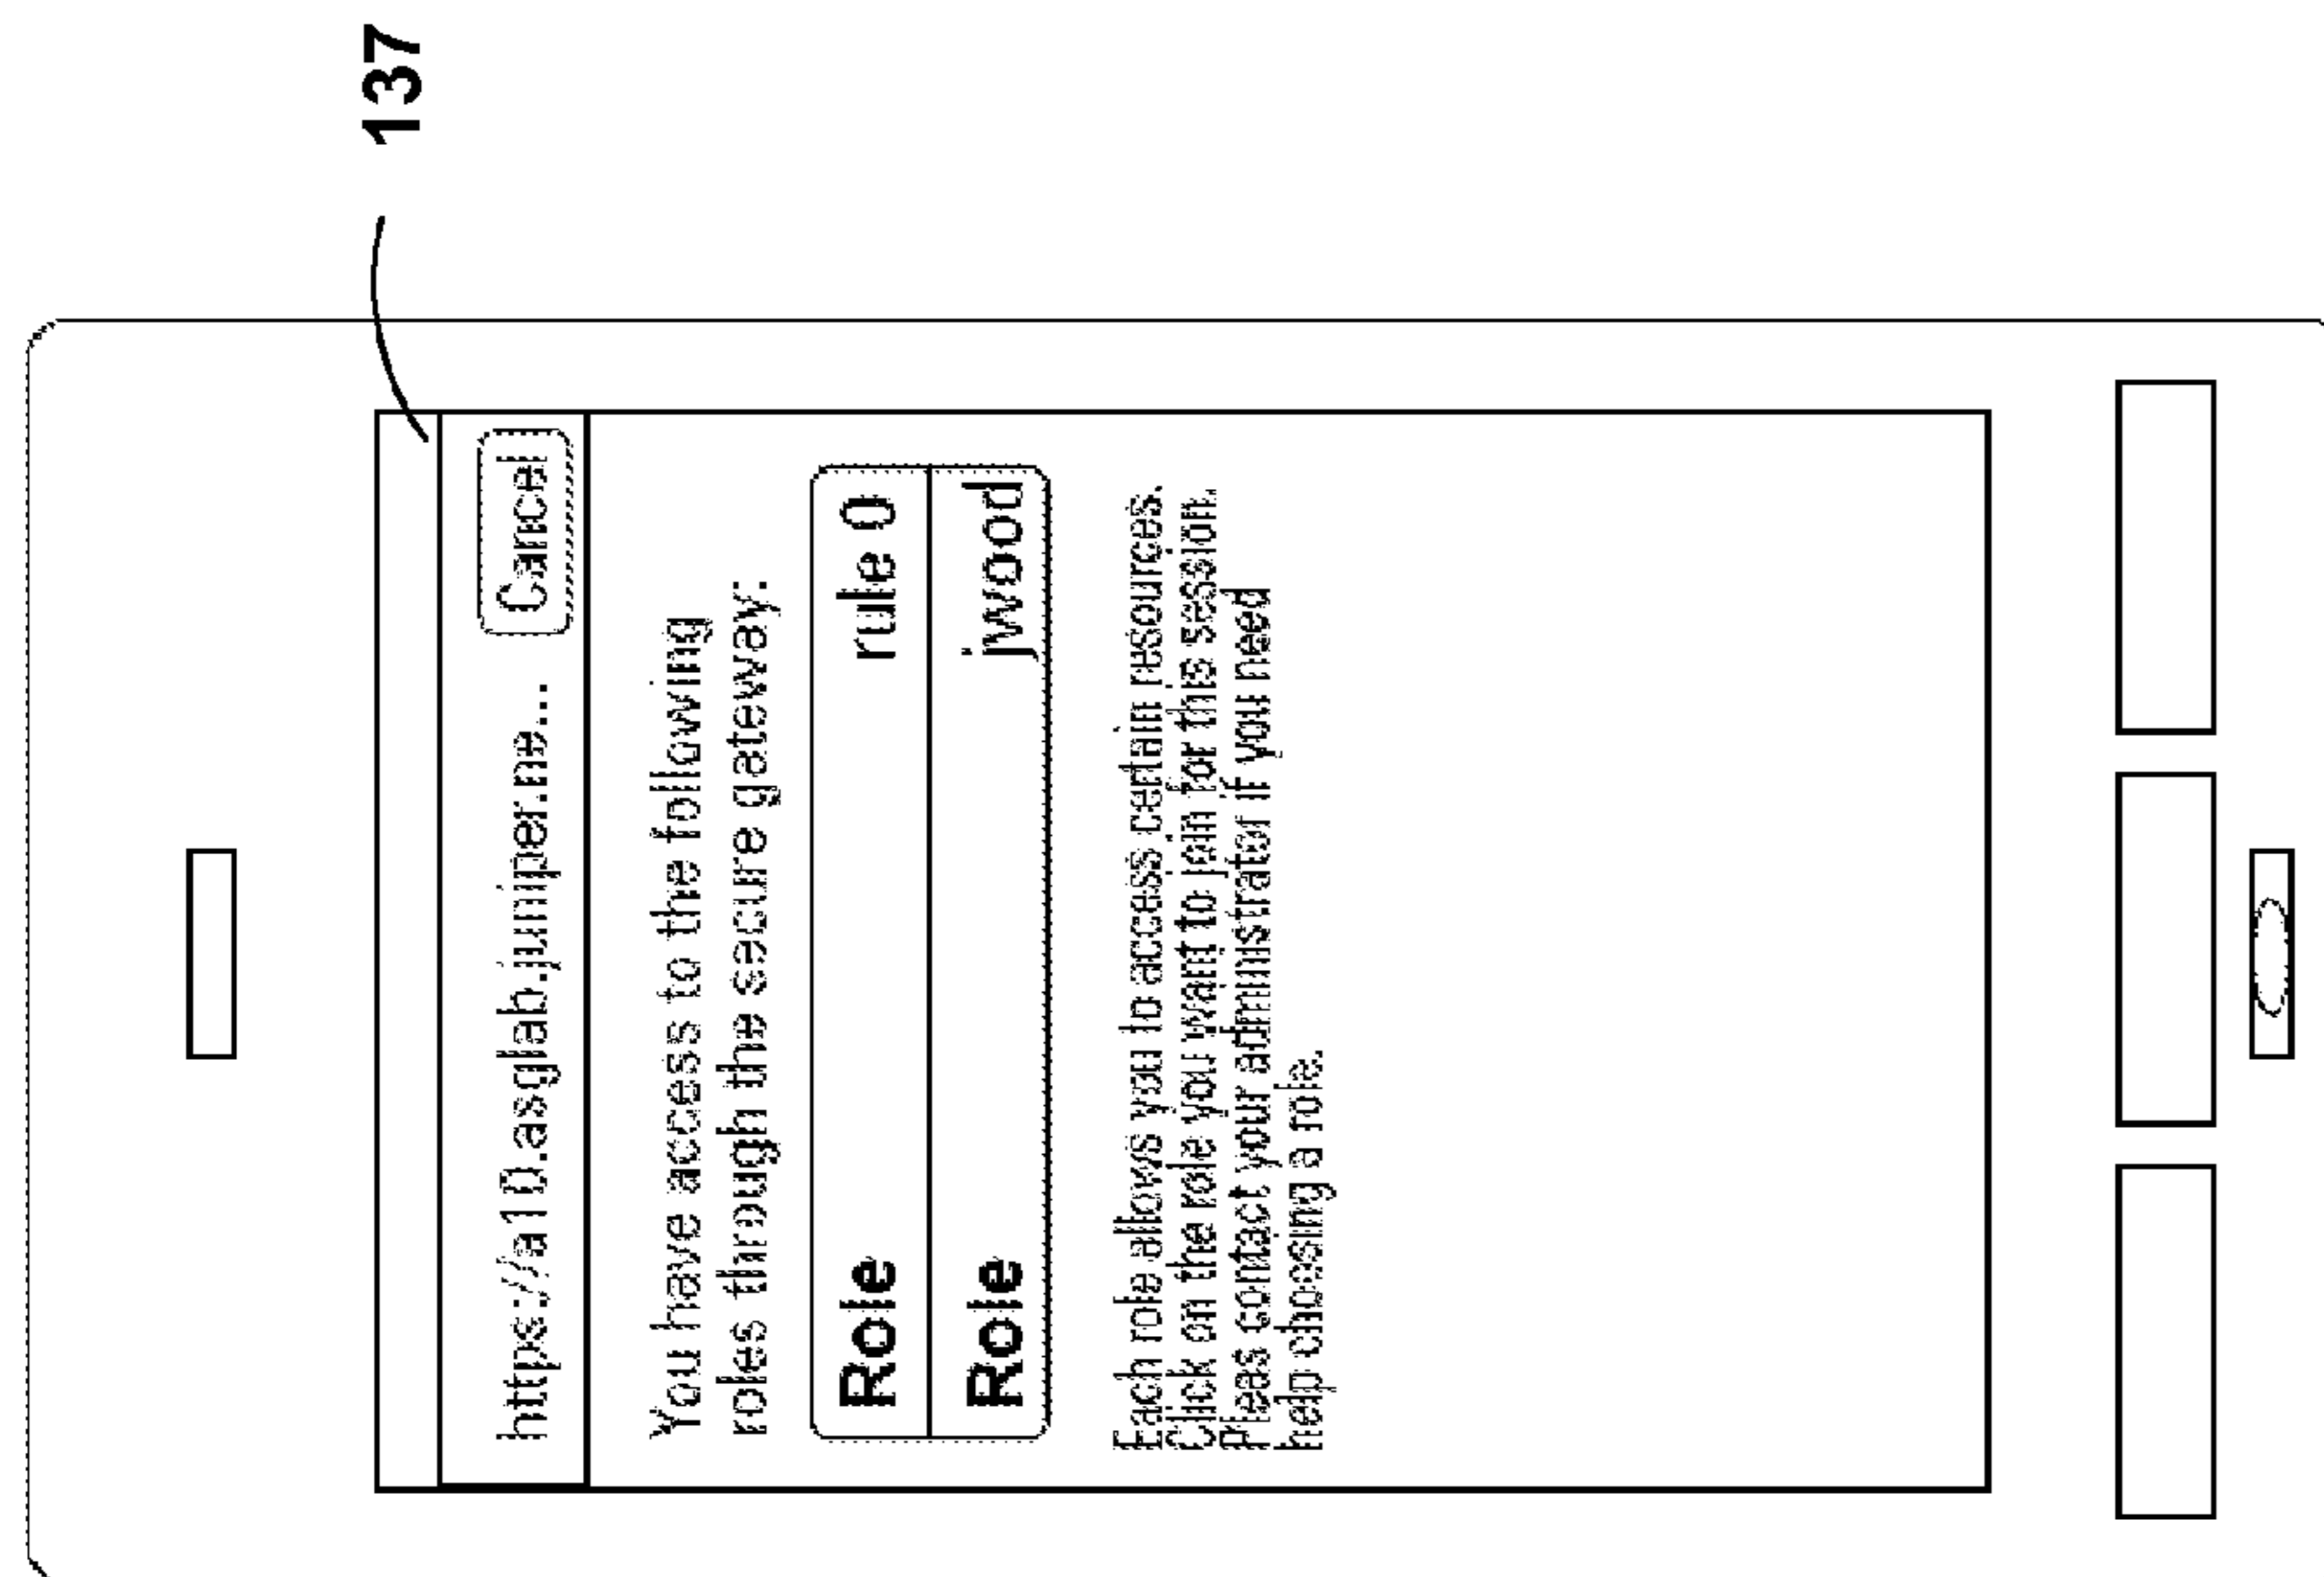 137
https://a10.asglab.juniper.me... Cancel
You have access to the following
roles through the secure gateway:
Role rule 0
Role jwood
Each role allows you to access certain resources.
Click on the role you want to join for this session.
Pleas contact your administrator if you need
help choosing a role.